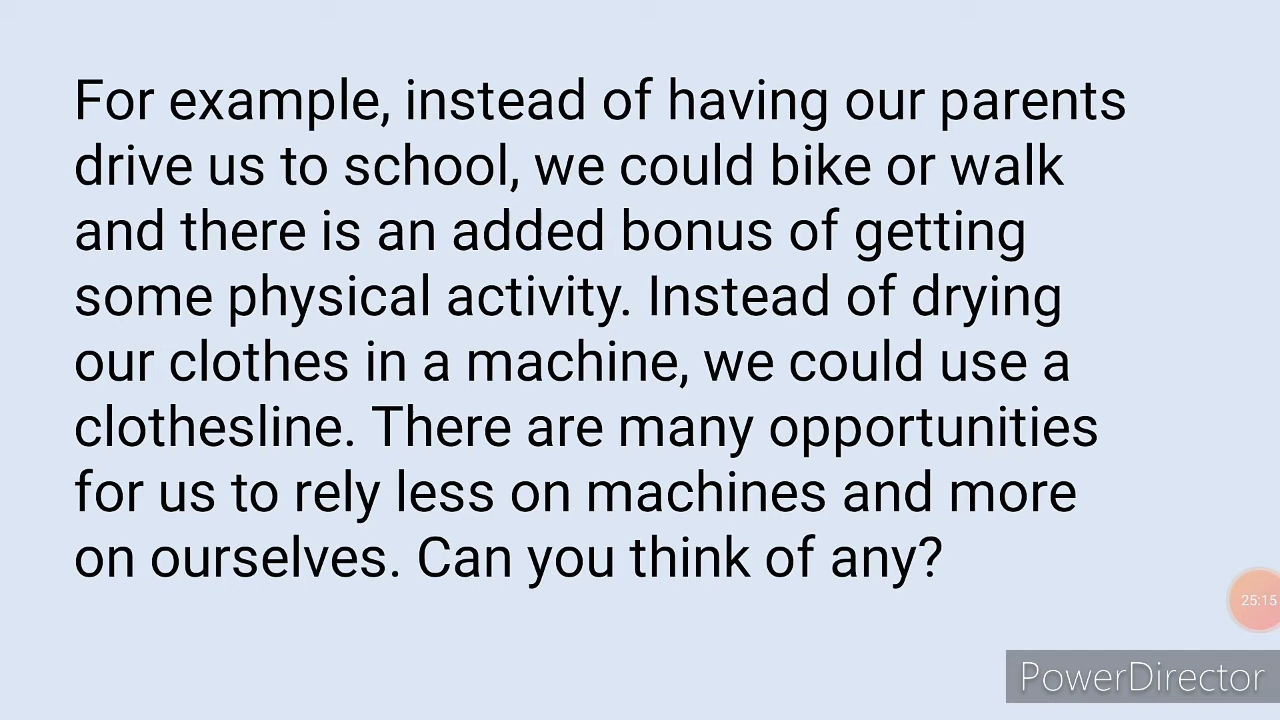 For example, instead of having our parents
drive us to school, we could bike or walk
and there is an added bonus of getting
some physical activity. Instead of drying
our clothes in a machine, we could use a
clothesline. There are many opportunities
for us to rely less on machines and more
on ourselves. Can you think of any?
25:15
PowerDirector